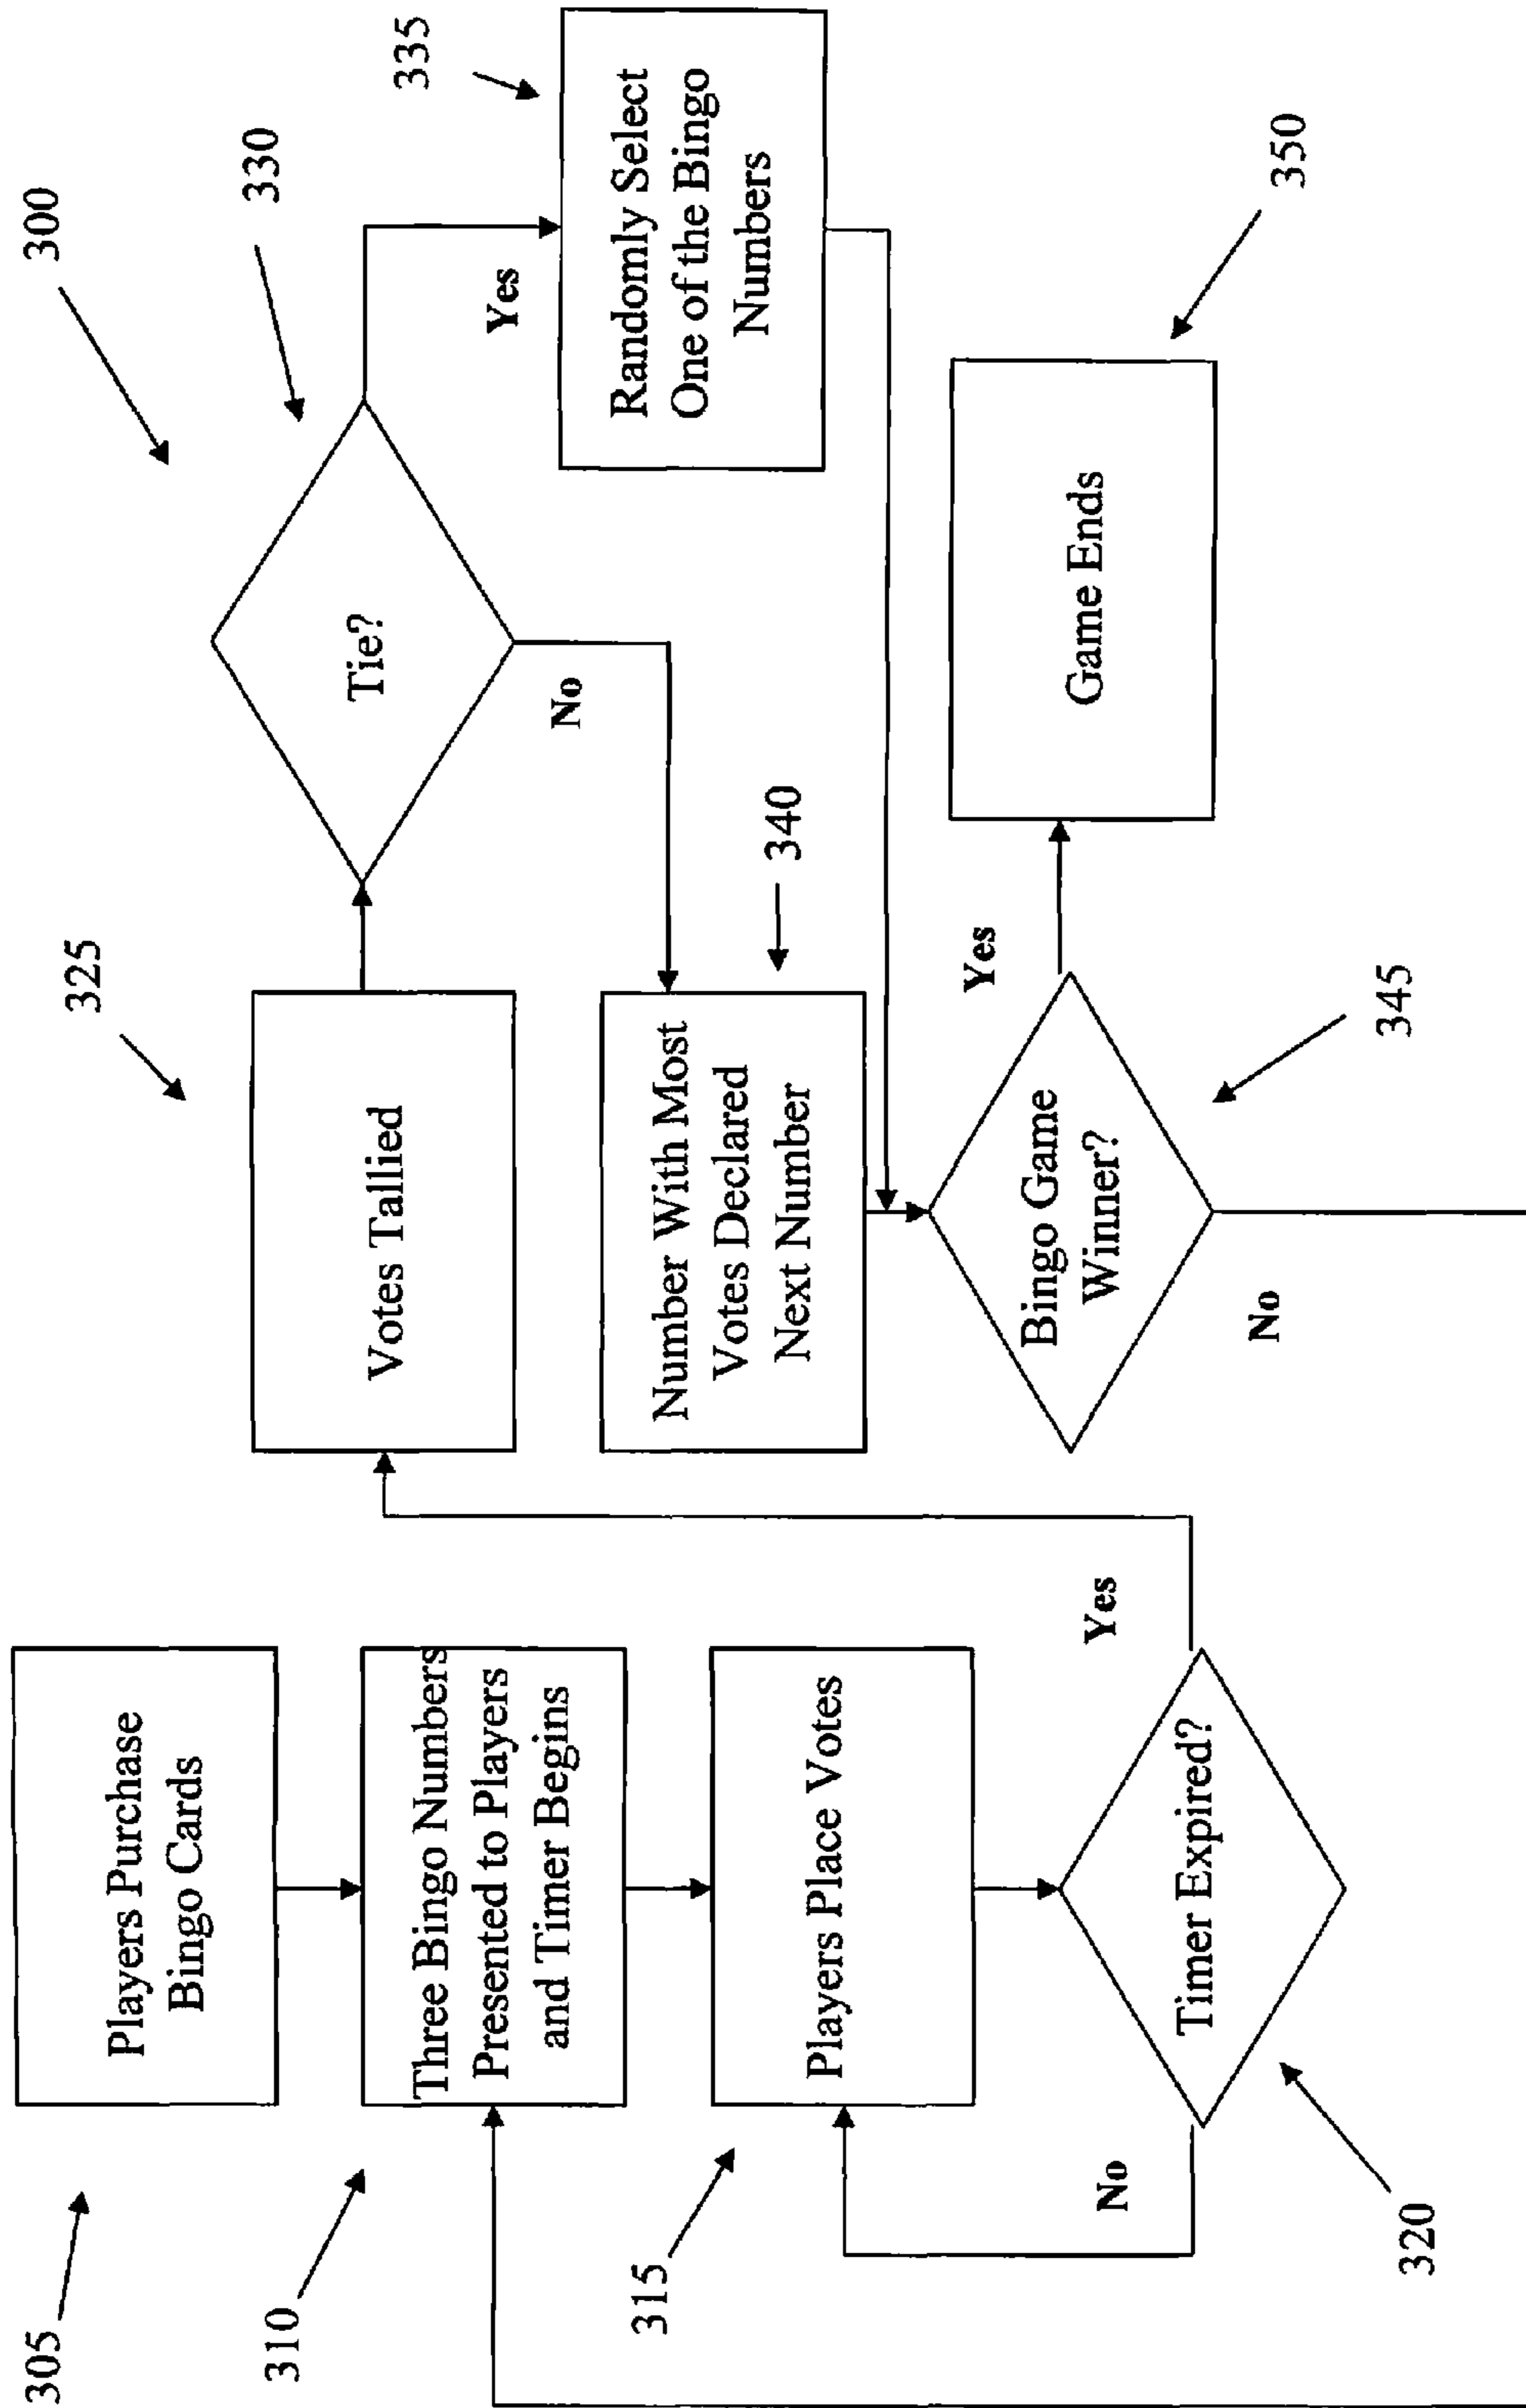 300
305
Players Purchase
Bingo Cards
310
Three Bingo Numbers
Presented to Players
and Timer Begins
315
Players Place Votes
No
Timer Expired?
Yes
320
325
Votes Tallied
330
Tie?
Yes
No
335
Randomly Select
One of the Bingo
Numbers
340
Number With Most
Votes Declared
Next Number
Bingo Game
Winner?
Yes
No
345
Game Ends
350